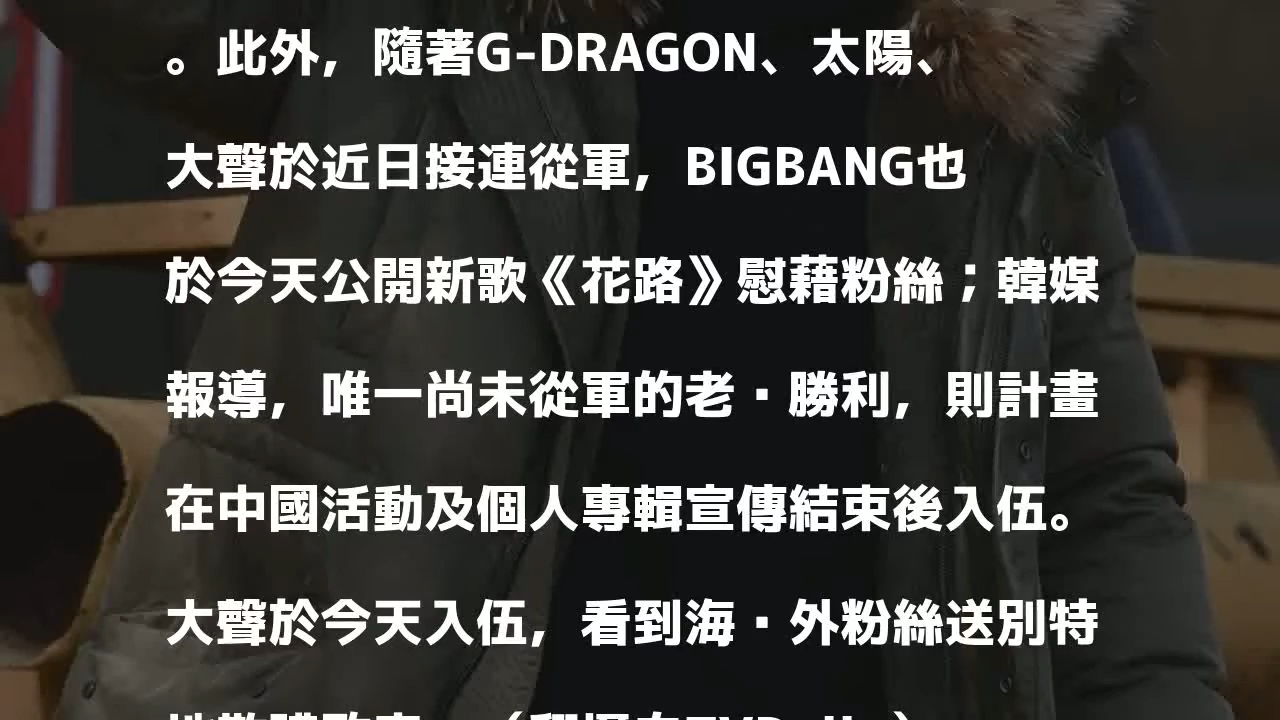 。此外，隨著G-DRAGON、太陽、
大聲於近日接連從軍，BIGBANG也
於今天公開新歌《花路》慰藉粉絲；韓媒
報導，唯一尚未從軍的老·勝利，則計畫
在中國活動及個人專輯宣傳結束後入伍。
大聲於今天入伍，看到海·外粉絲送別特